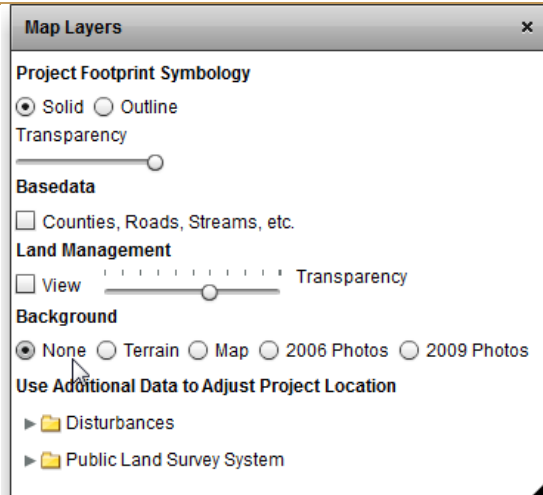 Map Layers
Project Footprint Symbology
Solid Outline
Transparency
Basedata
Counties, Roads, Streams, etc.
Land Management
View Transparency
Background
None Terrain Map 2006 Photos 2009 Photos
Use Additional Data to Adjust Project Location
Disturbances
Public Land Survey System